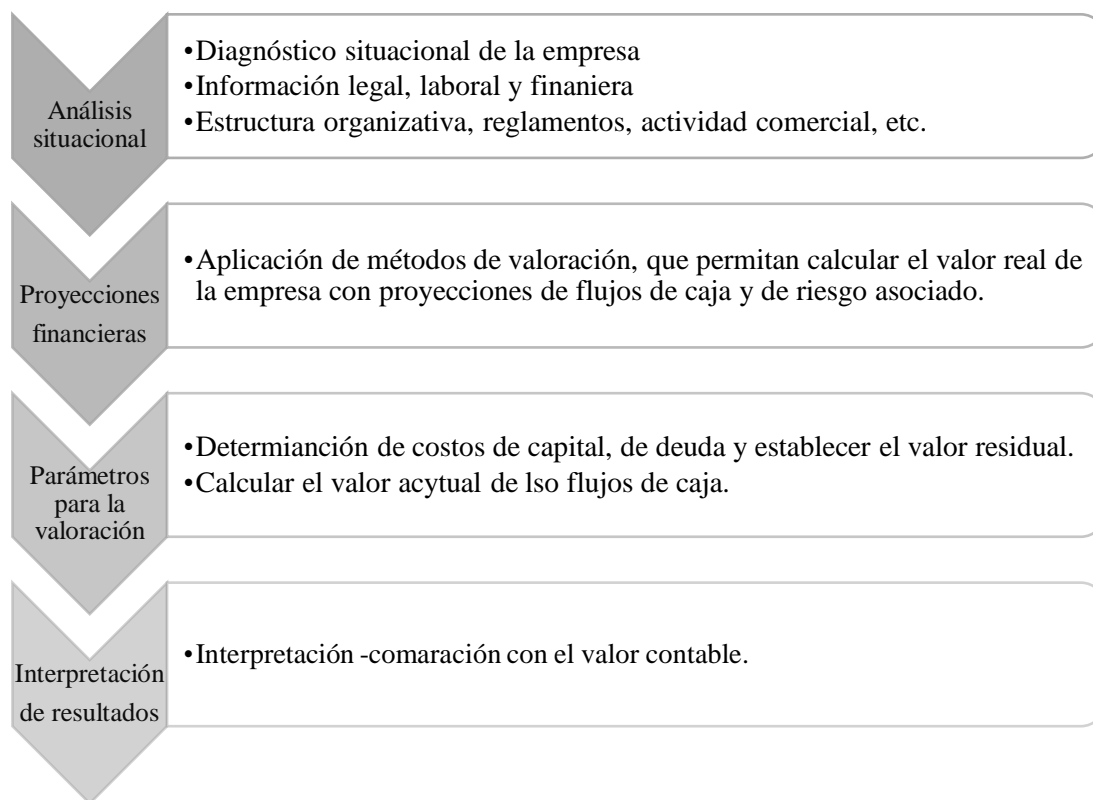 Análisis
situacional
•Diagnóstico situacional de la empresa
•Información legal, laboral y finaniera
•Estructura organizativa, reglamentos, actividad comercial, etc.
Proyecciones
financieras
•Aplicación de métodos de valoración, que permitan calcular el valor real de
la empresa con proyecciones de flujos de caja y de riesgo asociado.
Parámetros
para la
valoración
•Determianción de costos de capital, de deuda y establecer el valor residual.
•Calcular el valor acytual de lso flujos de caja.
Interpretación
de resultados
•Interpretación -comaración con el valor contable.